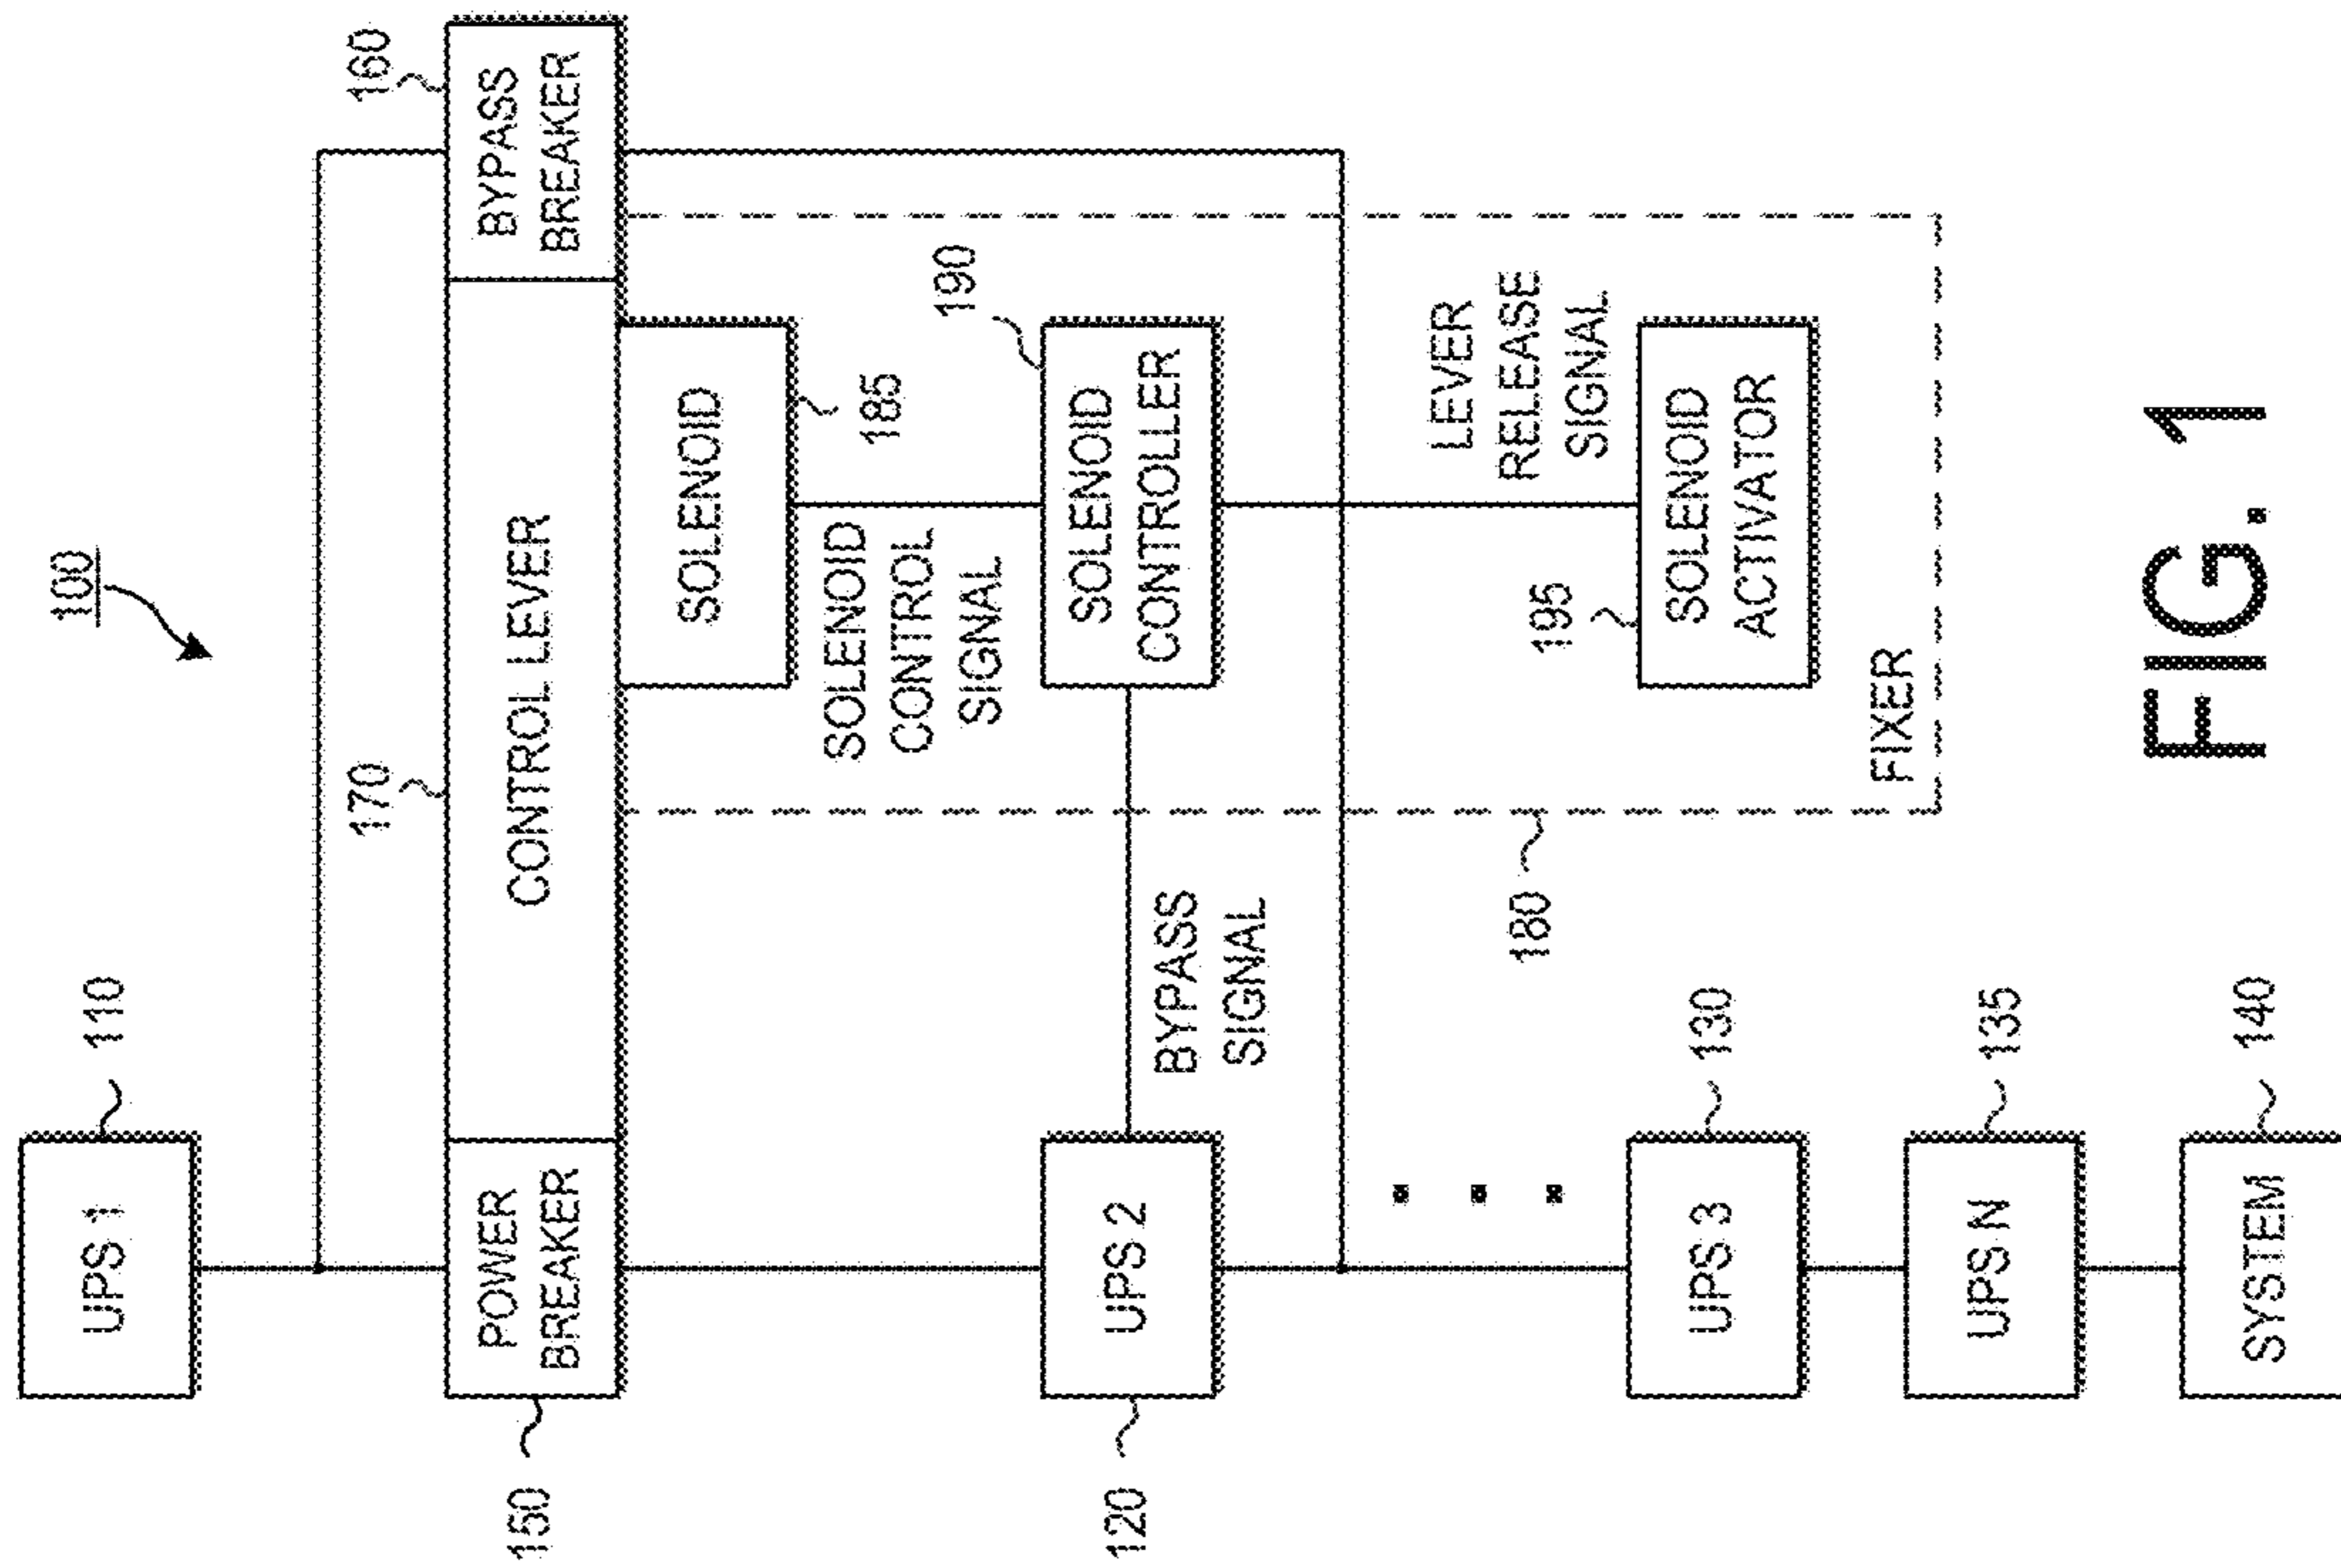 100
UPS 1
110
170
160
150
POWER
BREAKER
CONTROL LEVER
BYPASS
BREAKER
SOLENOID
185
SOLENOID
CONTROL
SIGNAL
190
120
UPS 2
BYPASS
SIGNAL
SOLENOID
CONTROLLER
LEVER
RELEASE
SIGNAL
180
195
UPS 3
130
SOLENOID
ACTIVATOR
FIXER
UPS N
135
SYSTEM
140
FIG. 1